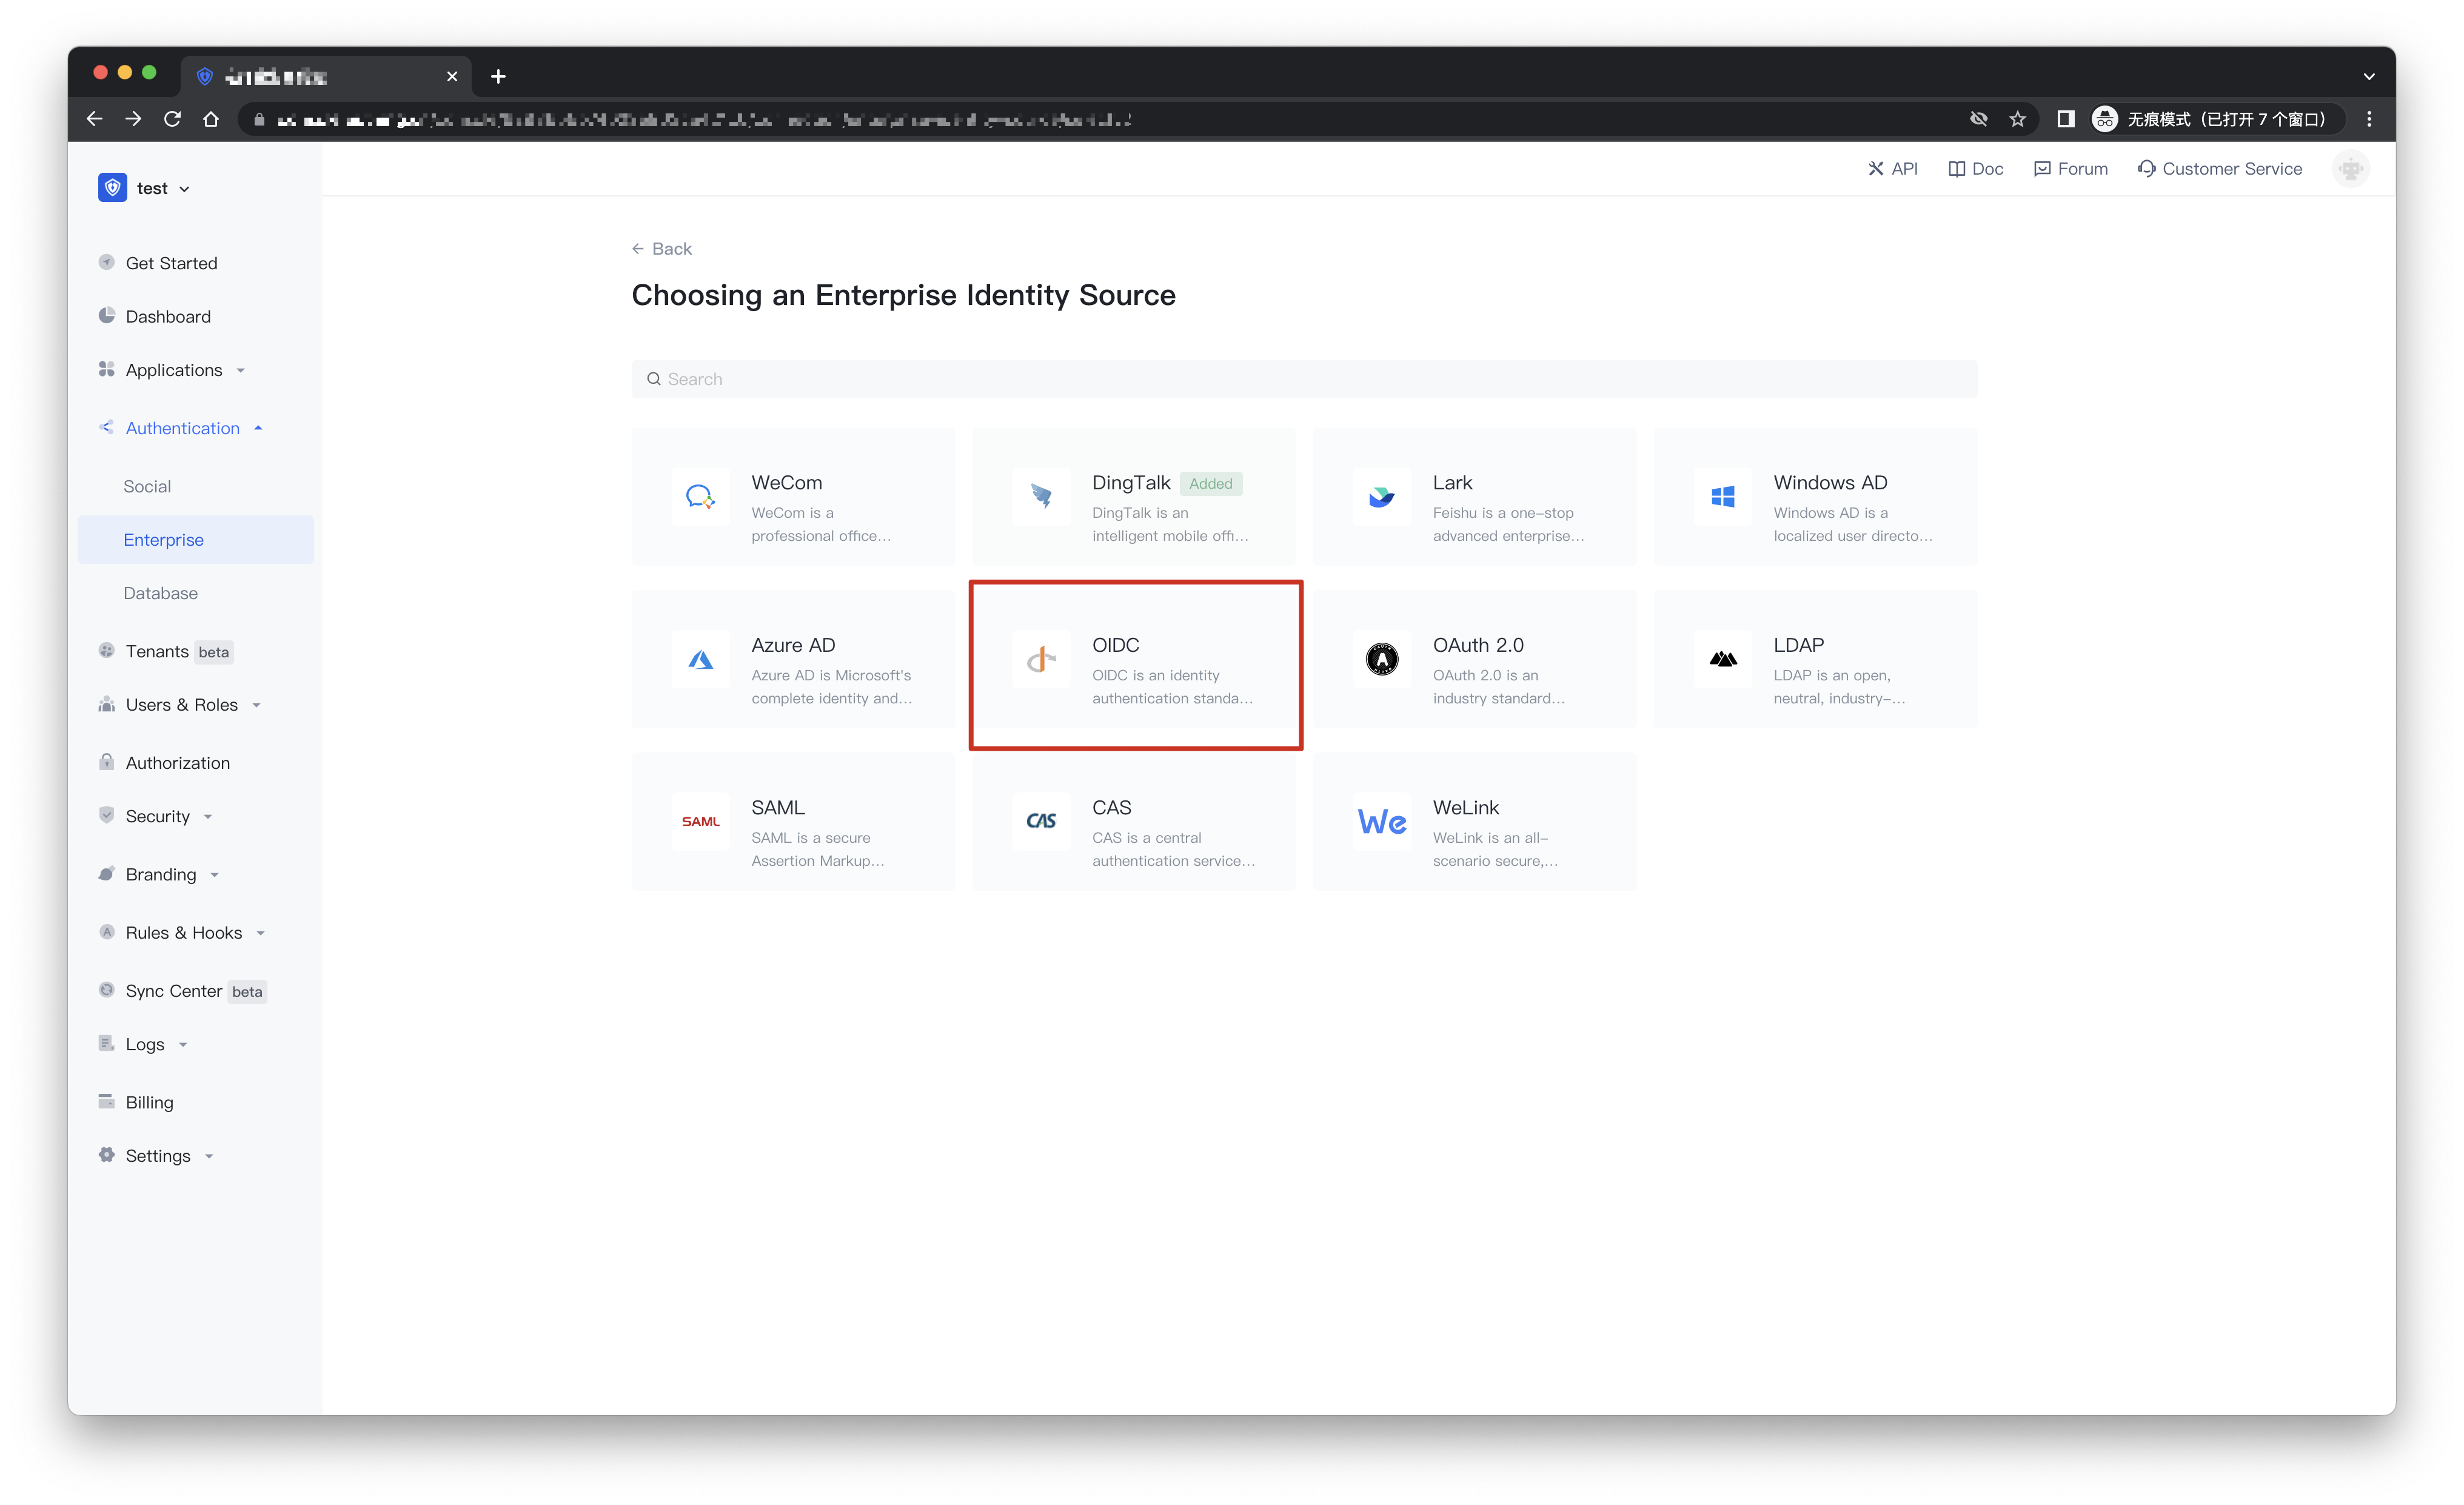 无痕模式（已打开 7 个窗口）
test
API
Doc
Forum
Customer Service
Get Started
Dashboard
Applications
Authentication
Social
Enterprise
Database
Tenants beta
Users & Roles
Authorization
Security
Branding
Rules & Hooks
Sync Center beta
Logs
Billing
Settings
Back
Choosing an Enterprise Identity Source
Search
WeCom
WeCom is a
professional office...
DingTalk Added
DingTalk is an
intelligent mobile offi...
Lark
Feishu is a one-stop
advanced enterprise...
Windows AD
Windows AD is a
localized user directo...
Azure AD
Azure AD is Microsoft's
complete identity and...
OIDC
OIDC is an identity
authentication standa...
OAuth 2.0
OAuth 2.0 is an
industry standard...
LDAP
LDAP is an open,
neutral, industry-...
SAML
SAML
SAML is a secure
Assertion Markup...
CAS
CAS
CAS is a central
authentication service...
We
WeLink
WeLink is an all-
scenario secure,...